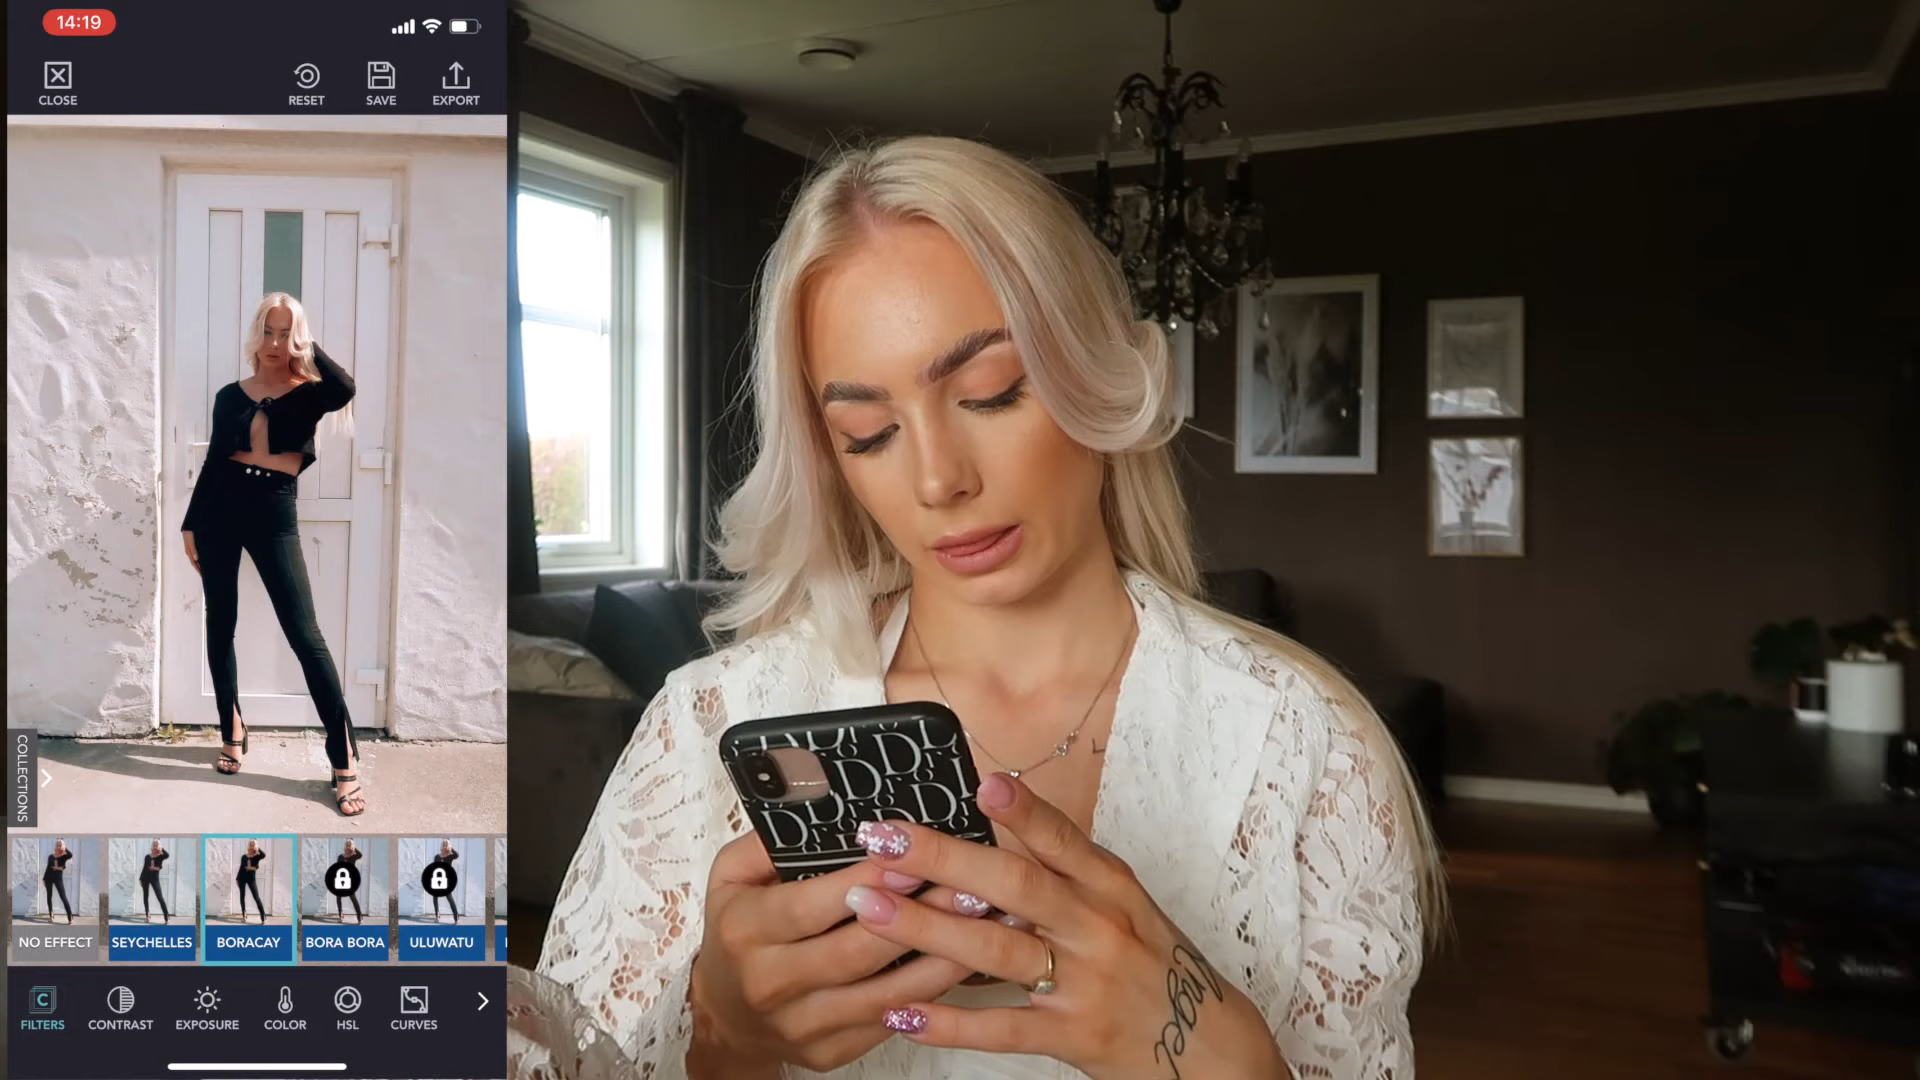 14:19
CLOSE
RESET
SAVE
EXPORT
COLLECTIONS
NO EFFECT
SEYCHELLES
BORACAY
BORA BORA
ULUWATU
C
FILTERS
CONTRAST
EXPOSURE
COLOR
HSL
CURVES
Angel